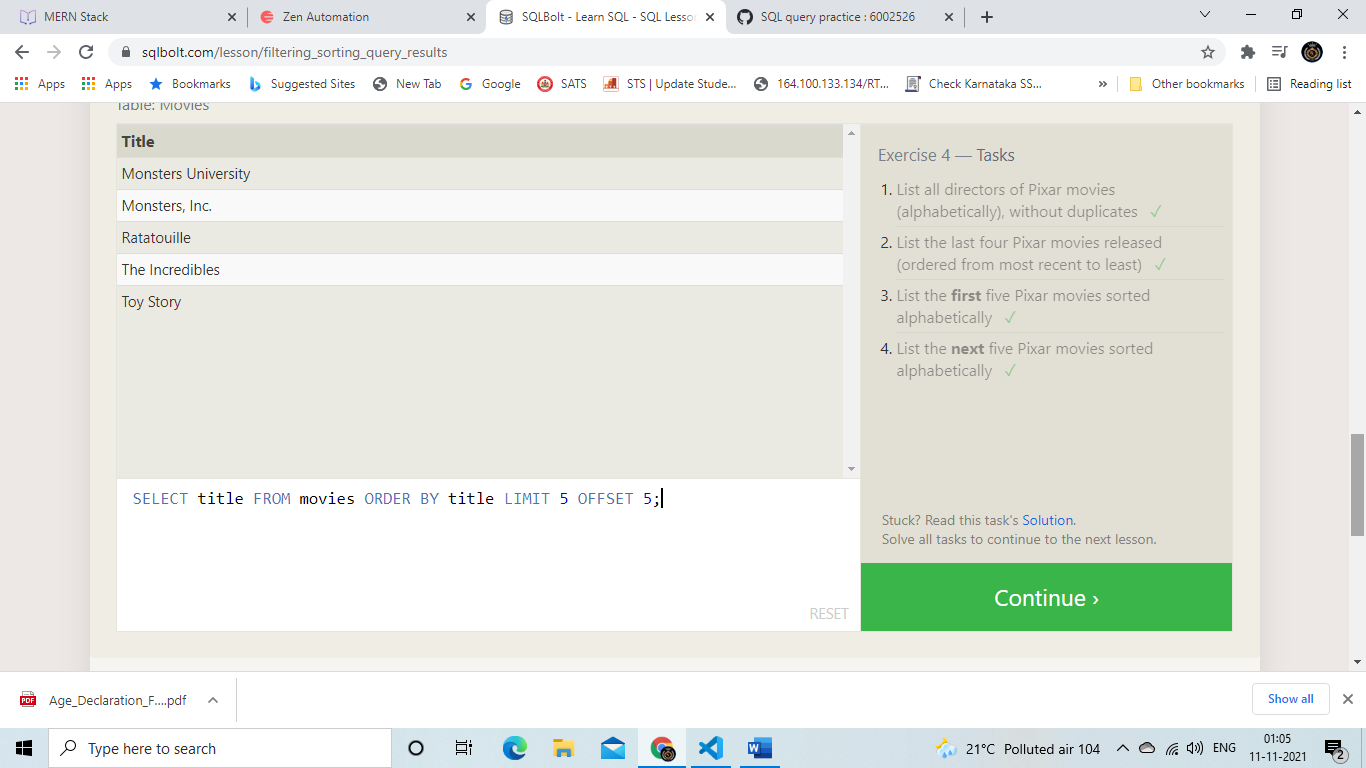 MERN Stack
Zen Automation
SQLBolt - Learn SQL - SQL Lesso
SQL query practice : 6002526
sqlbolt.com/lesson/filtering_sorting_query_results
Apps
Apps
Bookmarks
Suggested Sites
New Tab
Google
SATS
STS | Update Stude...
164.100.133.134/RT...
Check Karnataka SS...
»
Other bookmarks
Reading list
Table: Movies
Title
Monsters University
Monsters, Inc.
Ratatouille
The Incredibles
Toy Story
SELECT title FROM movies ORDER BY title LIMIT 5 OFFSET 5;
RESET
Exercise 4 — Tasks
1. List all directors of Pixar movies
(alphabetically), without duplicates ✓
2. List the last four Pixar movies released
(ordered from most recent to least) ✓
3. List the first five Pixar movies sorted
alphabetically ✓
4. List the next five Pixar movies sorted
alphabetically ✓
Stuck? Read this task's Solution.
Solve all tasks to continue to the next lesson.
Continue ›
PDF
Age_Declaration_F....pdf
Show all
Type here to search
21°C Polluted air 104
ENG
01:05
11-11-2021
2